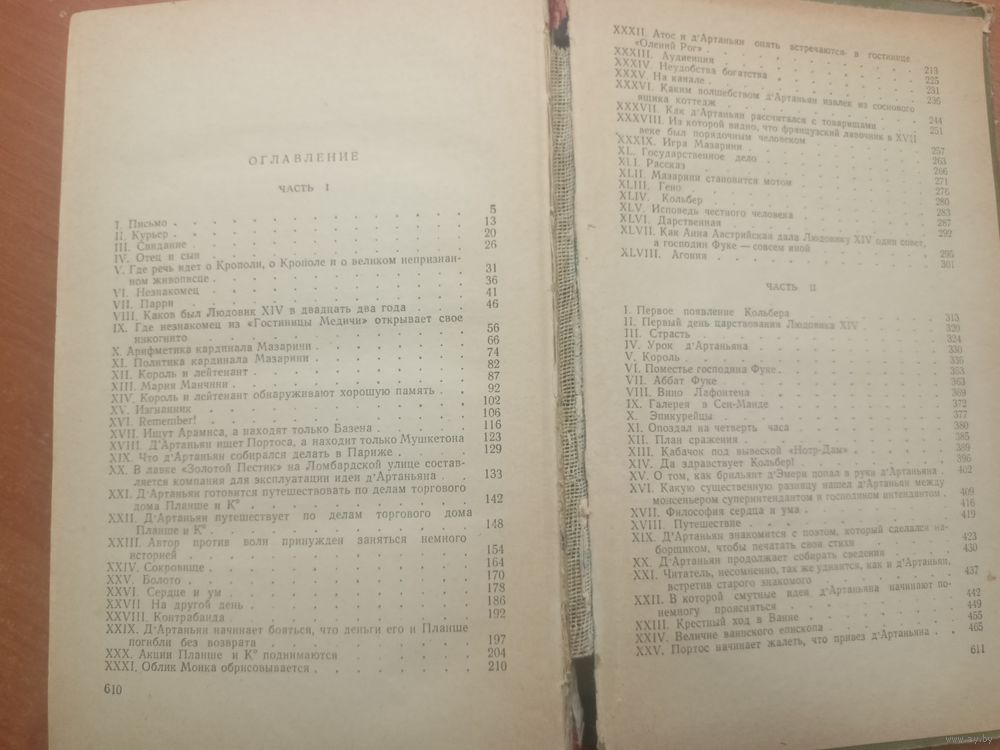 ОГЛАВЛЕНИЕ
ЧАСТЬ I
I. Письмо 5
II. Курьер 13
III. Свидание 20
IV. Отец и сын 26
V. Где речь идет о Крополи, о Крополе и о великом непризнан-
ном живописце 31
VI. Незнакомец 36
VII. Парри 41
VIII. Каков был Людовик XIV в двадцать два года 46
IX. Где незнакомец из «Гостиницы Медичи» открывает свое
инкогнито 56
X. Арифметика кардинала Мазарини 66
XI. Политика кардинала Мазарини 74
XII. Король и лейтенант 82
XIII. Мария Манчини 87
XIV. Король и лейтенант обнаруживают хорошую память 92
XV. Изгнанник 102
XVI. Remember! 106
XVII. Ищут Арамиса, а находят только Базена 116
XVIII. Д'Артаньян ищет Портоса, а находит только Мушкетона 123
XIX. Что д'Артаньян собирался делать в Париже 129
XX. В лавке «Золотой Пестик» на Ломбардской улице состав-
ляется компания для эксплуатации идеи д'Артаньяна 133
XXI. Д'Артаньян готовится путешествовать по делам торгового
дома Планше и К° 142
XXII. Д'Артаньян путешествует по делам торгового дома
Планше и К° 148
XXIII. Автор против воли принужден заняться немного
историей 154
XXIV. Сокровище 164
XXV. Болото 170
XXVI. Сердце и ум 178
XXVII На другой день 186
XXVIII. Контрабанда 192
XXIX. Д'Артаньян начинает бояться, что деньги его и Планше
погибли без возврата 197
XXX. Акции Планше и К° поднимаются 204
XXXI. Облик Монка обрисовывается 210
610
XXXII. Атос и д'Артаньян опять встречаются в гостинице
«Олений Рог» 213
XXXIII. Аудиенция 225
XXXIV. Неудобства богатства 231
XXXV. На канале 236
XXXVI. Каким волшебством д'Артаньян извлек из соснового
ящика коттедж 244
XXXVII. Как д'Артаньян рассчитался с товарищами 251
XXXVIII. Из которой видно, что французский лавочник в XVII
веке был порядочным человеком 257
XXXIX. Игра Мазарини 263
XL. Государственное дело 266
XLI. Рассказ 271
XLII. Мазарини становится мотом 276
XLIII. Гено 280
XLIV. Кольбер 283
XLV. Исповедь честного человека 287
XLVI. Дарственная 292
XLVII. Как Анна Австрийская дала Людовику XIV один совет,
а господин Фуке — совсем иной 295
XLVIII. Агония 301
ЧАСТЬ II
I. Первое появление Кольбера 313
II. Первый день царствования Людовика XIV 320
III. Страсть 324
IV. Урок д'Артаньяна 330
V. Король 336
VI. Поместье господина Фуке 353
VII. Аббат Фуке 363
VIII. Вино Лафонтена 369
IX. Галерея в Сен-Манде 372
X. Эпикурейцы 377
XI. Опоздал на четверть часа 380
XII. План сражения 385
XIII. Кабачок под вывеской «Нотр-Дам» 389
XIV. Да здравствует Кольбер! 396
XV. О том, как брильянт д'Эмери попал в руки д'Артаньяна 402
XVI. Какую существенную разницу нашел д'Артаньян между
монсеньером суперинтендантом и господином интендантом 409
XVII. Философия сердца и ума 416
XVIII. Путешествие 419
XIX. Д'Артаньян знакомится с поэтом, который сделался на-
борщиком, чтобы печатать свои стихи 423
XX. Д'Артаньян продолжает собирать сведения 430
XXI. Читатель, несомненно, так же удивится, как и д'Артаньян,
встретив старого знакомого 437
XXII. В которой смутные идеи д'Артаньяна начинают по-
немногу проясняться 442
XXIII. Крестный ход в Ванне 449
XXIV. Величие ваннского епископа 455
XXV. Портос начинает жалеть, что привез д'Артаньяна 465
611
www.ay.by